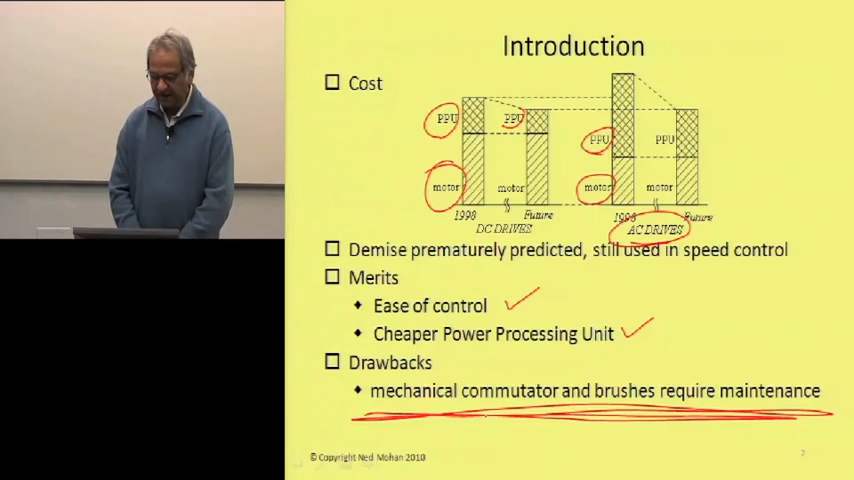 Introduction
Cost
PPU PPU PPU PPU
motor motor motor motor
1998 Future 1998 Future
DC DRIVES AC DRIVES
Demise prematurely predicted, still used in speed control
Merits
Ease of control
Cheaper Power Processing Unit
Drawbacks
mechanical commutator and brushes require maintenance
© Copyright Ned Mohan 2010
2